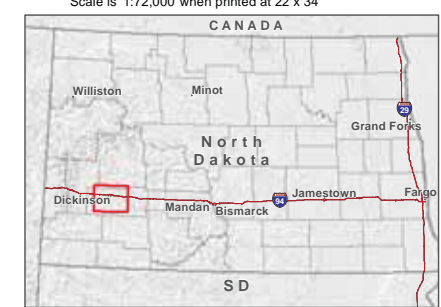 Scale is 1:72,000 when printed at 22 x 34
CANADA
Williston
Minot
29
Grand Forks
North
Dakota
Dickinson
Mandan
Bismarck
94
Jamestown
Fargo
SD